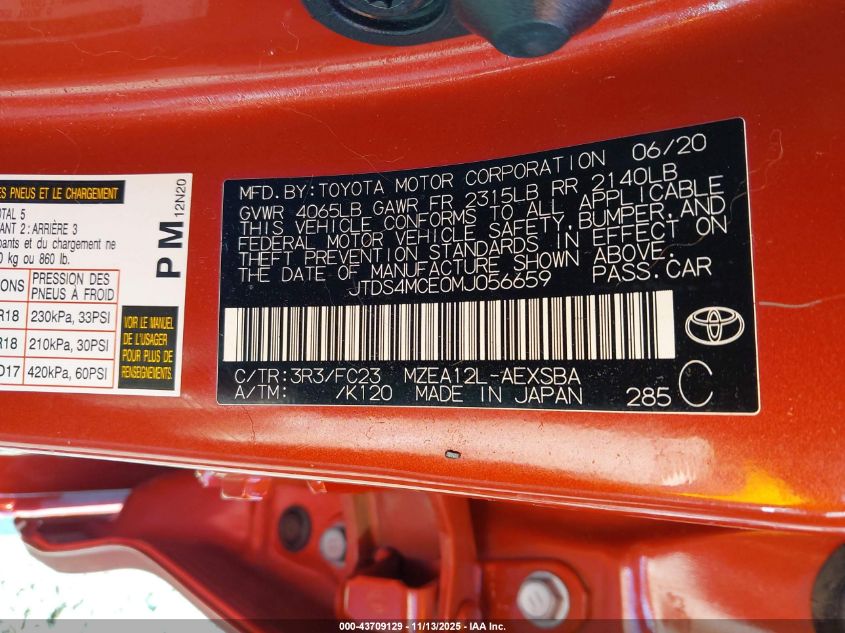 ES PNEUS ET LE CHARGEMENT
TOTAL 5
ANT 2: ARRIÈRE 3
pants et du chargement ne
0 kg ou 860 lb.
IONS PRESSION DES PNEUS À FROID
R18 230kPa, 33PSI
R18 210kPa, 30PSI
D17 420kPa, 60PSI
VOIR LE MANUEL
DE L'USAGER
POUR PLUS DE
RENSEIGNEMENTS
PM
12N20
MFD. BY: TOYOTA MOTOR CORPORATION 06/20
GVWR 4065LB GAWR FR 2315LB RR 2140LB
THIS VEHICLE CONFORMS TO ALL APPLICABLE
FEDERAL MOTOR VEHICLE SAFETY, BUMPER, AND
THEFT PREVENTION STANDARDS IN EFFECT ON
THE DATE OF MANUFACTURE SHOWN ABOVE.
JTDS4MCE0MJ056659 PASS. CAR
C/TR: 3R3/FC23 MZEA12L-AEXSBA
A/TM: /K120 MADE IN JAPAN 285 C
000-43709129 - 11/13/2025 - IAA Inc.